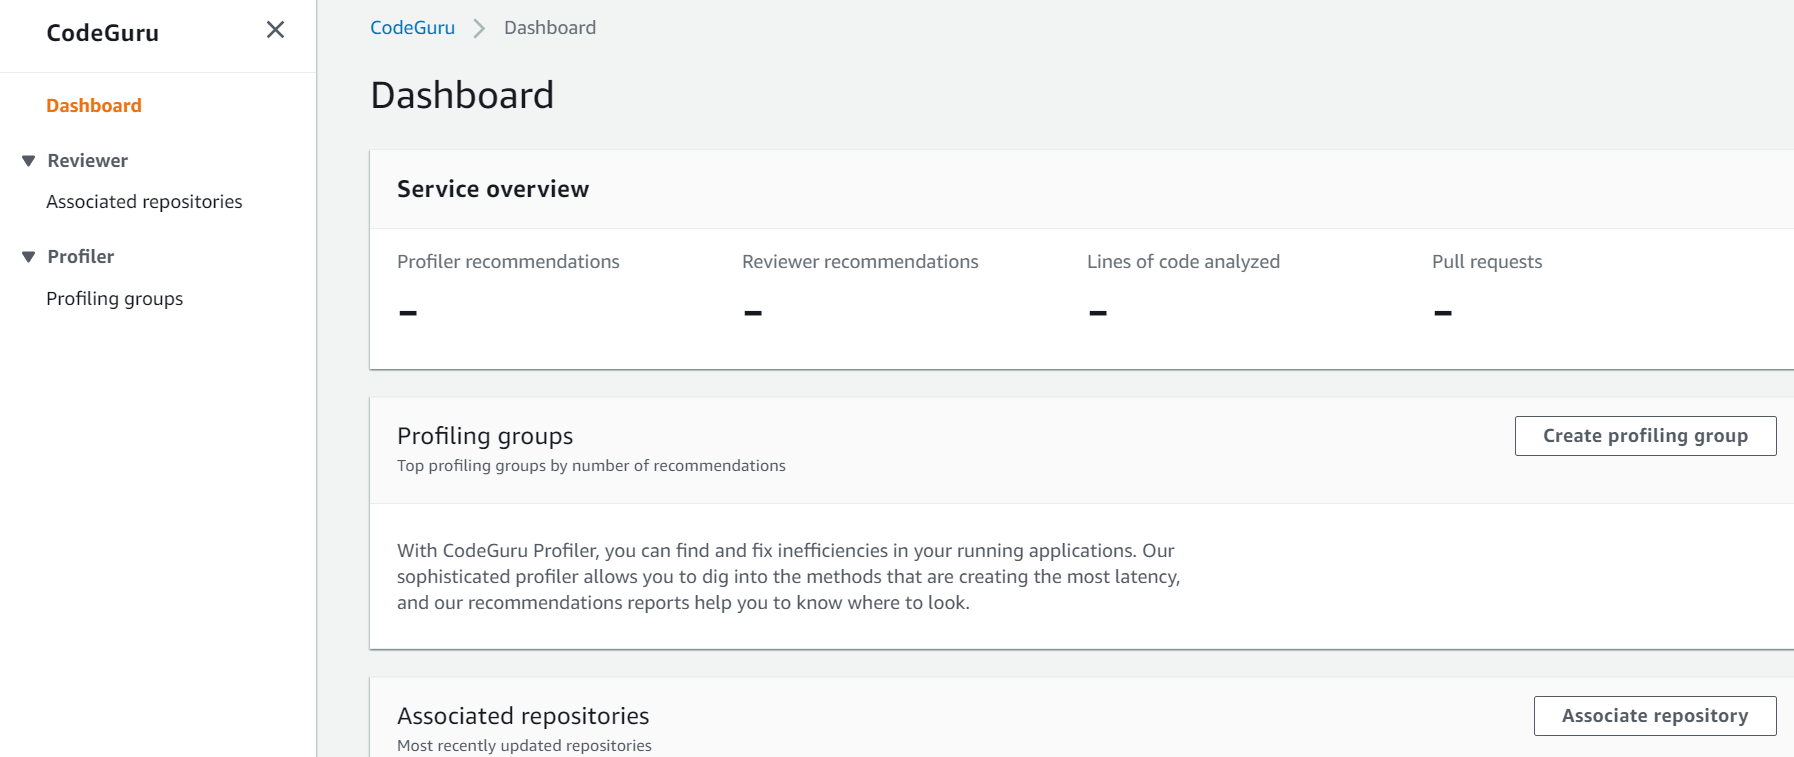 CodeGuru
Dashboard
Reviewer
Associated repositories
Profiler
Profiling groups
CodeGuru Dashboard
Dashboard
Service overview
Profiler recommendations Reviewer recommendations Lines of code analyzed Pull requests
– – – –
Profiling groups
Create profiling group
Top profiling groups by number of recommendations
With CodeGuru Profiler, you can find and fix inefficiencies in your running applications. Our
sophisticated profiler allows you to dig into the methods that are creating the most latency,
and our recommendations reports help you to know where to look.
Associated repositories
Associate repository
Most recently updated repositories